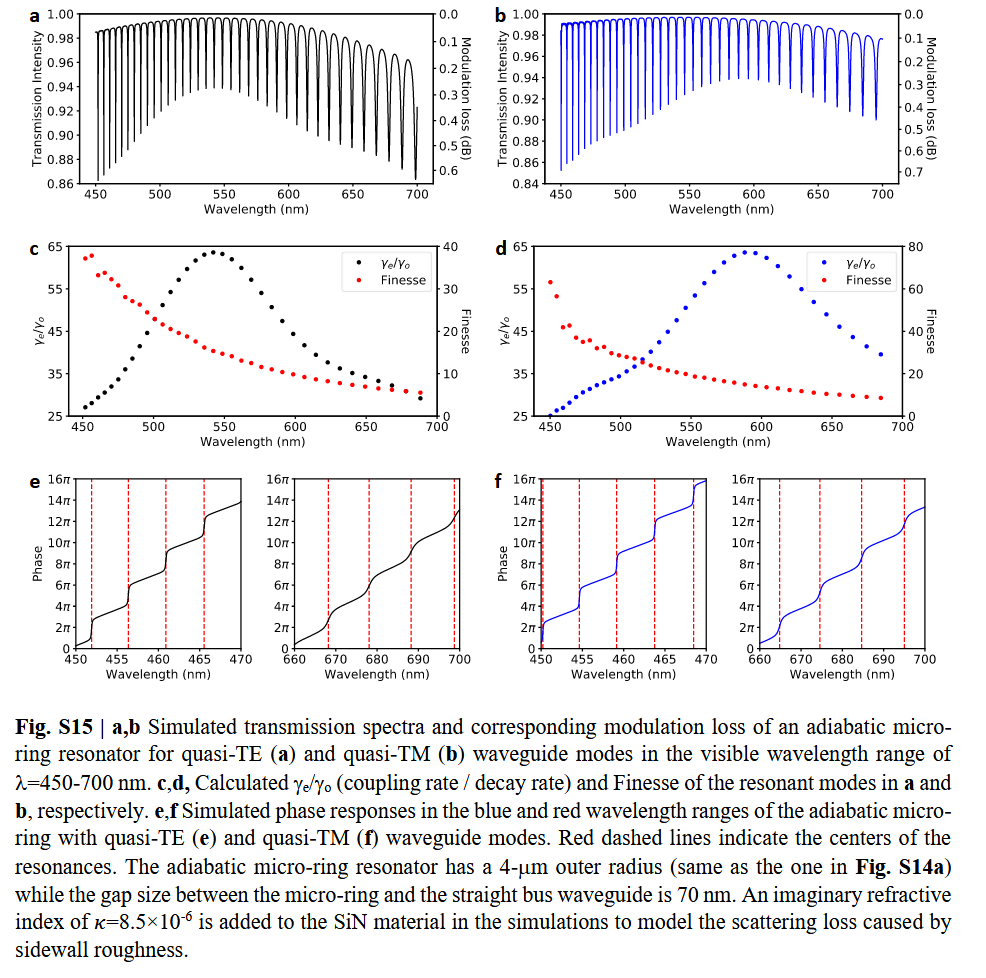 a
b
1.00
0.98
0.96
0.94
0.92
0.90
0.88
0.86
Transmission Intensity
0.0
0.1
0.2
0.3
0.4
0.5
0.6
Modulation loss (dB)
450 500 550 600 650 700
Wavelength (nm)
1.00
0.98
0.96
0.94
0.92
0.90
0.88
0.86
0.84
Transmission Intensity
0.0
0.1
0.2
0.3
0.4
0.5
0.6
0.7
Modulation loss (dB)
450 500 550 600 650 700
Wavelength (nm)
c
65
55
45
35
25
γₑ/γₒ
γₑ/γₒ
Finesse
40
30
20
10
0
Finesse
450 500 550 600 650 700
Wavelength (nm)
d
65
55
45
35
25
γₑ/γₒ
γₑ/γₒ
Finesse
80
60
40
20
0
Finesse
450 500 550 600 650 700
Wavelength (nm)
e
16π
14π
12π
10π
8π
6π
4π
2π
0
Phase
450 455 460 465 470
Wavelength (nm)
16π
14π
12π
10π
8π
6π
4π
2π
0
660 670 680 690 700
Wavelength (nm)
f
16π
14π
12π
10π
8π
6π
4π
2π
0
Phase
450 455 460 465 470
Wavelength (nm)
16π
14π
12π
10π
8π
6π
4π
2π
0
660 670 680 690 700
Wavelength (nm)
Fig. S15 | a,b Simulated transmission spectra and corresponding modulation loss of an adiabatic micro-
ring resonator for quasi-TE (a) and quasi-TM (b) waveguide modes in the visible wavelength range of
λ=450-700 nm. c,d, Calculated γₑ/γₒ (coupling rate / decay rate) and Finesse of the resonant modes in a and
b, respectively. e,f Simulated phase responses in the blue and red wavelength ranges of the adiabatic micro-
ring with quasi-TE (e) and quasi-TM (f) waveguide modes. Red dashed lines indicate the centers of the
resonances. The adiabatic micro-ring resonator has a 4-μm outer radius (same as the one in Fig. S14a)
while the gap size between the micro-ring and the straight bus waveguide is 70 nm. An imaginary refractive
index of κ=8.5×10⁻⁶ is added to the SiN material in the simulations to model the scattering loss caused by
sidewall roughness.